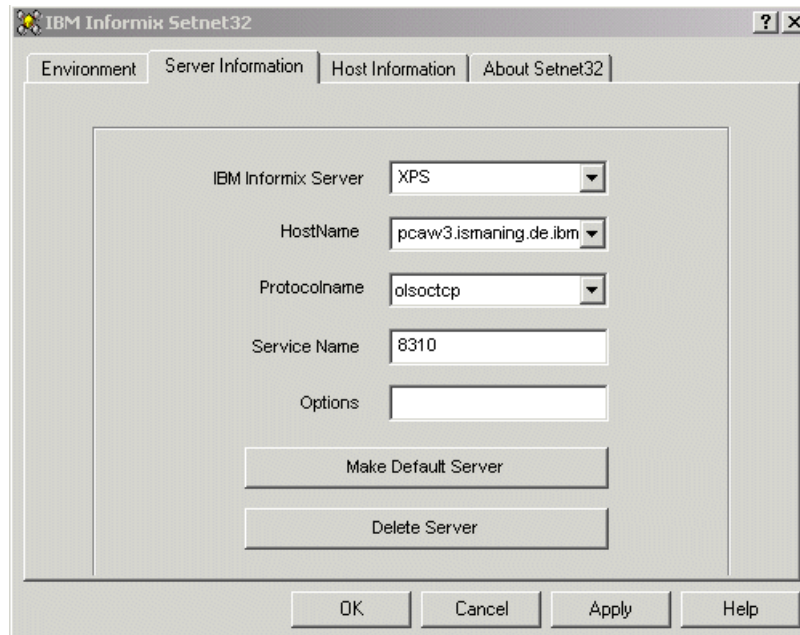 IBM Informix Setnet32
Environment
Server Information
Host Information
About Setnet32
IBM Informix Server
XPS
HostName
pcaw3.ismaning.de.ibm
Protocolname
olsoctcp
Service Name
8310
Options
Make Default Server
Delete Server
OK
Cancel
Apply
Help